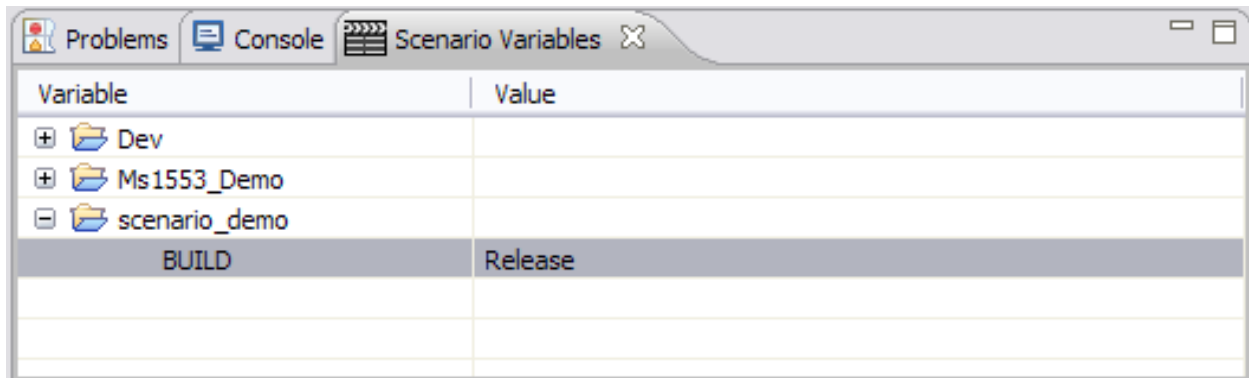 Problems Console Scenario Variables
Variable Value
Dev
Ms1553_Demo
scenario_demo
BUILD Release